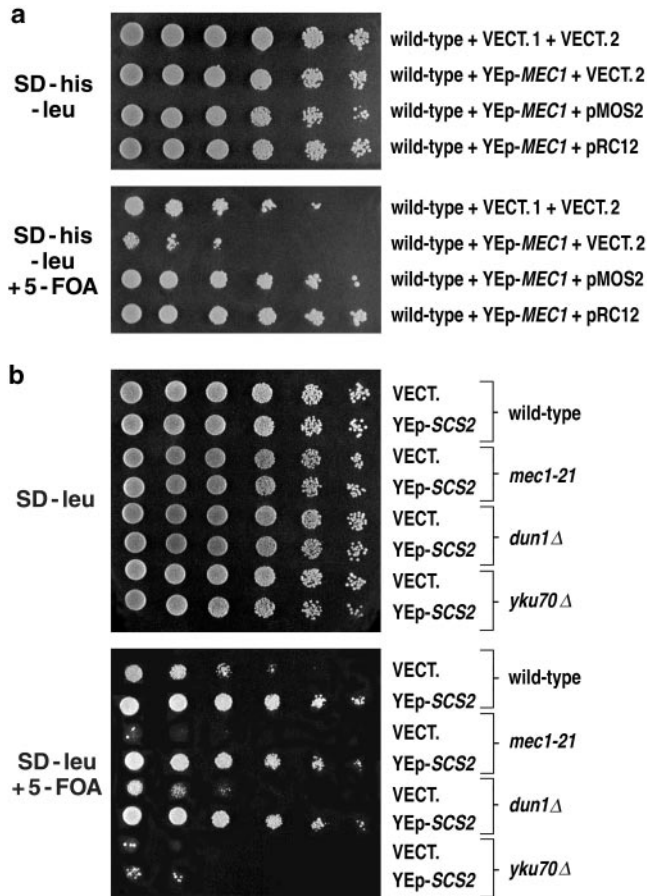 a
SD-his
-leu
wild-type + VECT.1 + VECT.2
wild-type + YEp-MEC1 + VECT.2
wild-type + YEp-MEC1 + pMOS2
wild-type + YEp-MEC1 + pRC12
SD-his
-leu
+5-FOA
wild-type + VECT.1 + VECT.2
wild-type + YEp-MEC1 + VECT.2
wild-type + YEp-MEC1 + pMOS2
wild-type + YEp-MEC1 + pRC12
b
SD-leu
VECT.
YEp-SCS2
wild-type
VECT.
YEp-SCS2
mec1-21
VECT.
YEp-SCS2
dun1Δ
VECT.
YEp-SCS2
yku70Δ
SD-leu
+5-FOA
VECT.
YEp-SCS2
wild-type
VECT.
YEp-SCS2
mec1-21
VECT.
YEp-SCS2
dun1Δ
VECT.
YEp-SCS2
yku70Δ